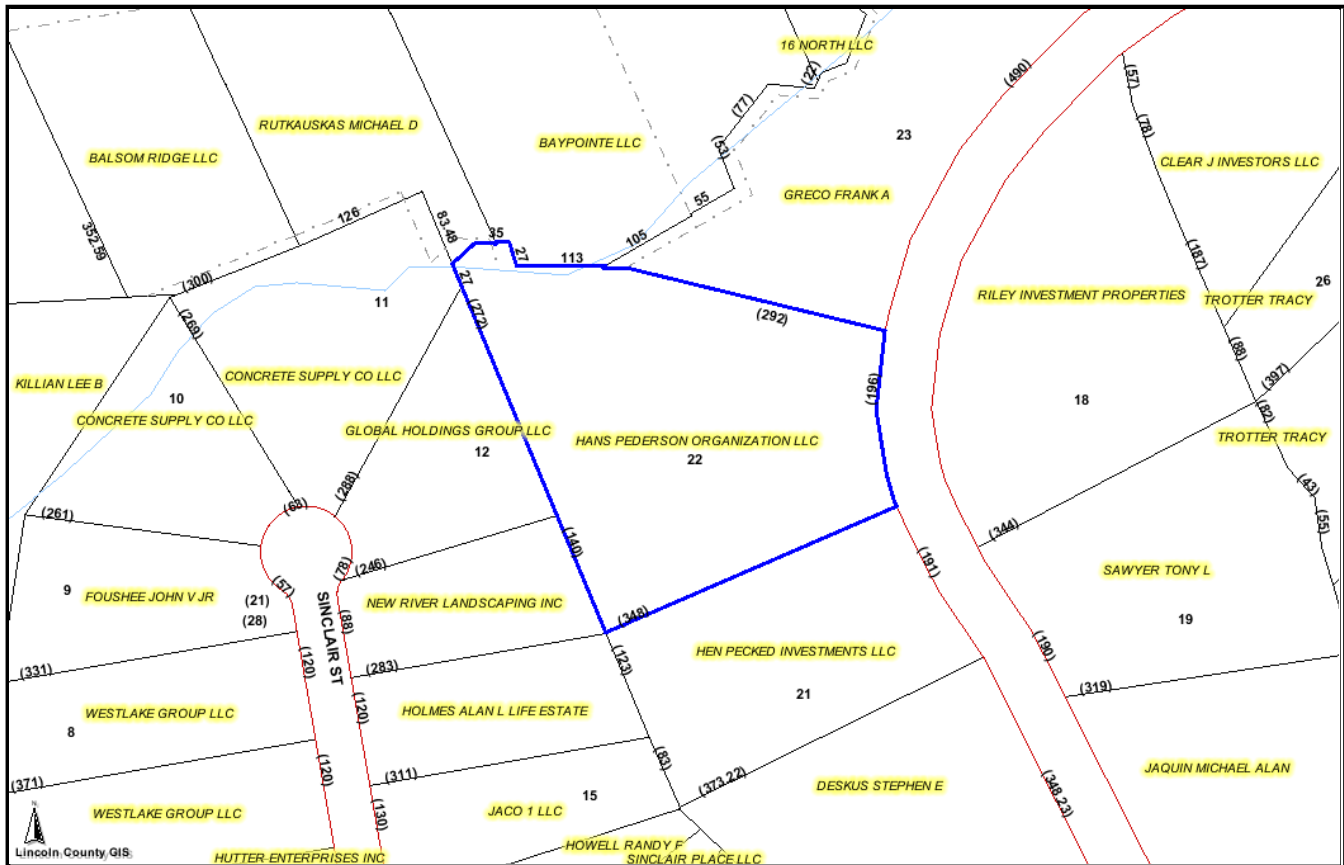 16 NORTH LLC
(22)
(490)
(57)
(77)
RUTKAUSKAS MICHAEL D
(78)
23
BAYPOINTE LLC
(53)
BALSOM RIDGE LLC
CLEAR J INVESTORS LLC
GRECO FRANK A
55
126
83.48
352.59
35
105
27
113
(187)
27
(300)
11
(272)
26
RILEY INVESTMENT PROPERTIES
TROTTER TRACY
(292)
(269)
(88)
CONCRETE SUPPLY CO LLC
KILLIAN LEE B
(397)
(196)
10
18
(82)
CONCRETE SUPPLY CO LLC
GLOBAL HOLDINGS GROUP LLC
12
HANS PEDERSON ORGANIZATION LLC
22
TROTTER TRACY
(288)
(43)
(63)
(261)
(55)
(344)
(140)
(78)
(246)
(191)
SAWYER TONY L
19
9
FOUSHEE JOHN V JR
(57)
(21)
(28)
SINCLAIR ST
(88)
NEW RIVER LANDSCAPING INC
(348)
(190)
HEN PECKED INVESTMENTS LLC
21
(123)
(331)
(120)
(283)
(319)
WESTLAKE GROUP LLC
8
(120)
HOLMES ALAN L LIFE ESTATE
(83)
(371)
(120)
(311)
(373.22)
DESKUS STEPHEN E
JAQUIN MICHAEL ALAN
15
JACO 1 LLC
(348.23)
WESTLAKE GROUP LLC
(130)
N
HOWELL RANDY F
Lincoln County GIS
HUTTER ENTERPRISES INC
SINCLAIR PLACE LLC